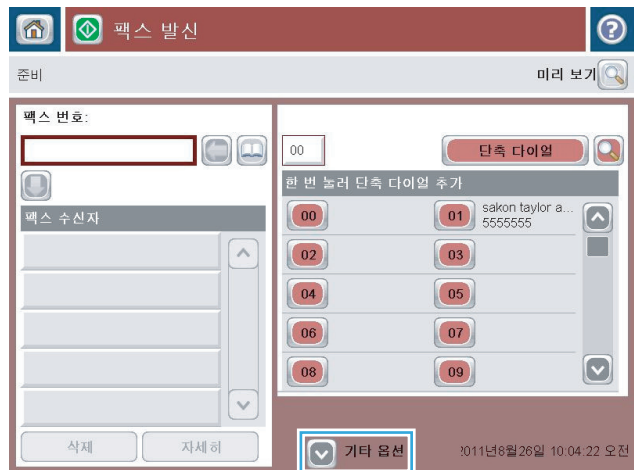 팩스 발신
준비
미리 보기
팩스 번호:
00
단축 다이얼
한 번 눌러 단축 다이얼 추가
팩스 수신자
00
01
sakon taylor a...
5555555
02
03
04
05
06
07
08
09
삭제
자세히
기타 옵션
2011년8월26일 10:04:22 오전